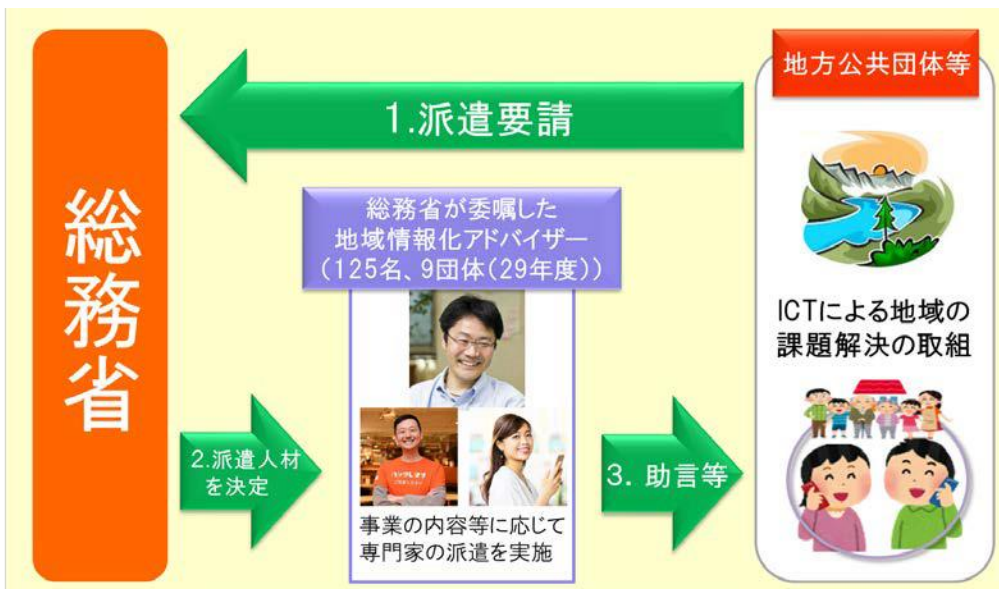 総務省
1.派遣要請
地方公共団体等
総務省が委嘱した
地域情報化アドバイザー
(125名、9団体(29年度))
ICTによる地域の
課題解決の取組
2.派遣人材
を決定
3. 助言等
事業の内容等に応じて
専門家の派遣を実施